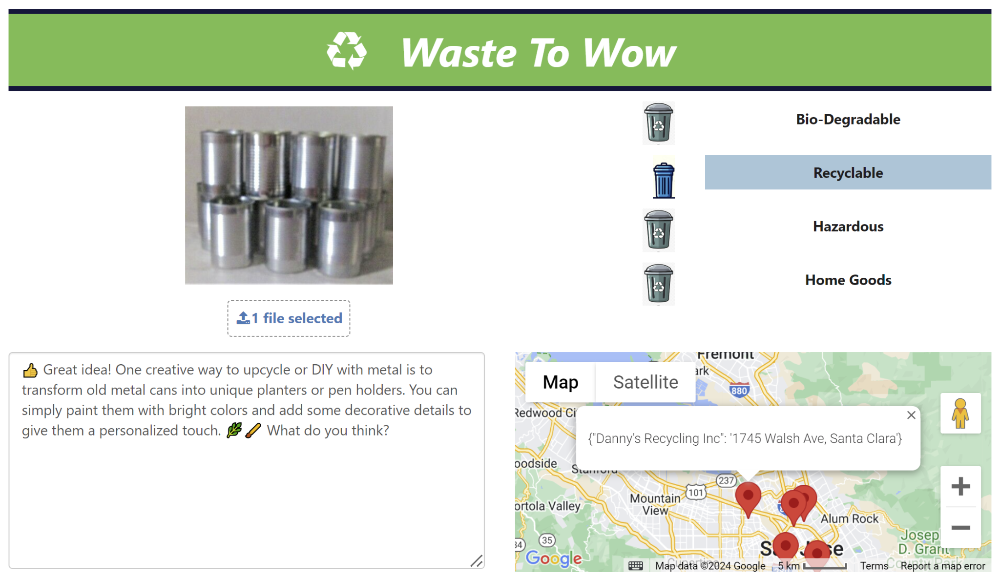 Waste To Wow
Bio-Degradable
Recyclable
Hazardous
Home Goods
1 file selected
👍 Great idea! One creative way to upcycle or DIY with metal is to
transform old metal cans into unique planters or pen holders. You can
simply paint them with bright colors and add some decorative details to
give them a personalized touch. 🌿🖌️ What do you think?
Fremont
ark
Map
Satellite
880
Redwood Ci
{"Danny's Recycling Inc": '1745 Walsh Ave, Santa Clara'}
oodside
Stanford
237
101
Mountain
View
ortola Valley
Alum Rock
35
84
Josep
D. Grant
County Park
S J se
Cupertino
Google
Map data ©2024 Google
5 km
Terms
Report a map error